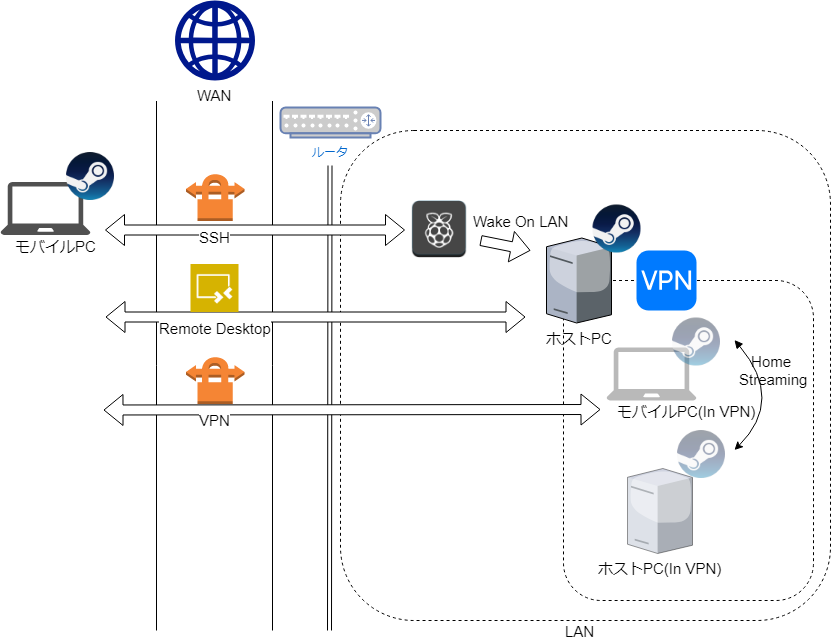 WAN
ルータ
モバイルPC
SSH
Wake On LAN
Remote Desktop
ホストPC
VPN
VPN
Home
Streaming
モバイルPC(In VPN)
ホストPC(In VPN)
LAN